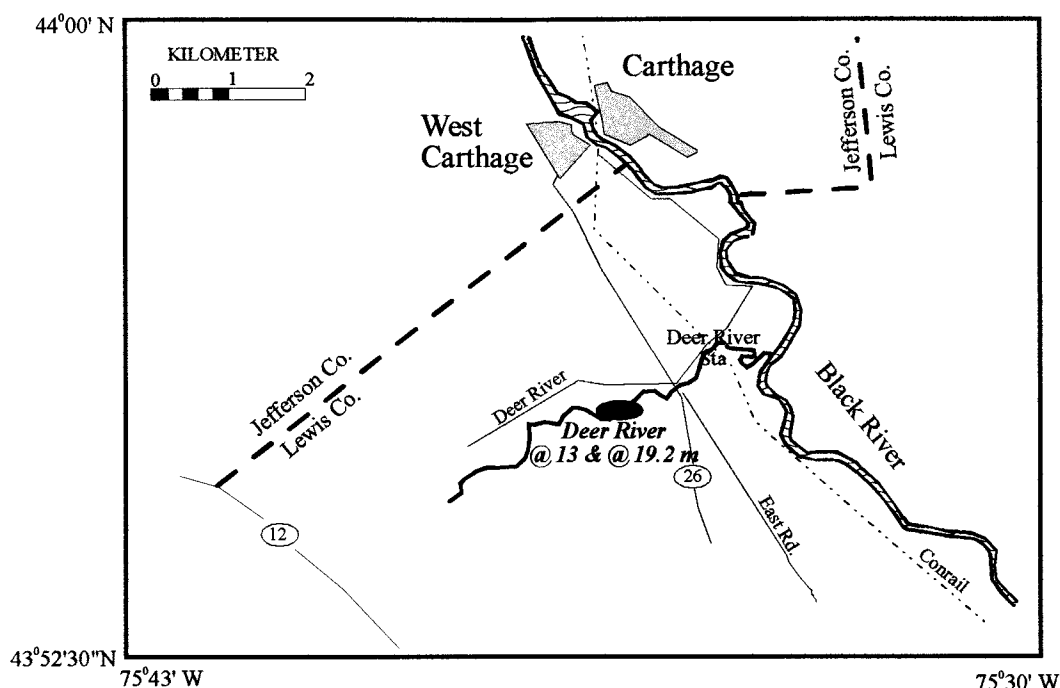 44°00' N
KILOMETER
0 1 2
Carthage
West
Carthage
Jefferson Co.
Lewis Co.
Deer River
Sta
Jefferson Co.
Lewis Co.
Deer River
Deer River
@ 13 & @ 19.2 m
Black River
26
12
East Rd.
Conrail
43°52'30"N
75°43' W
75°30' W